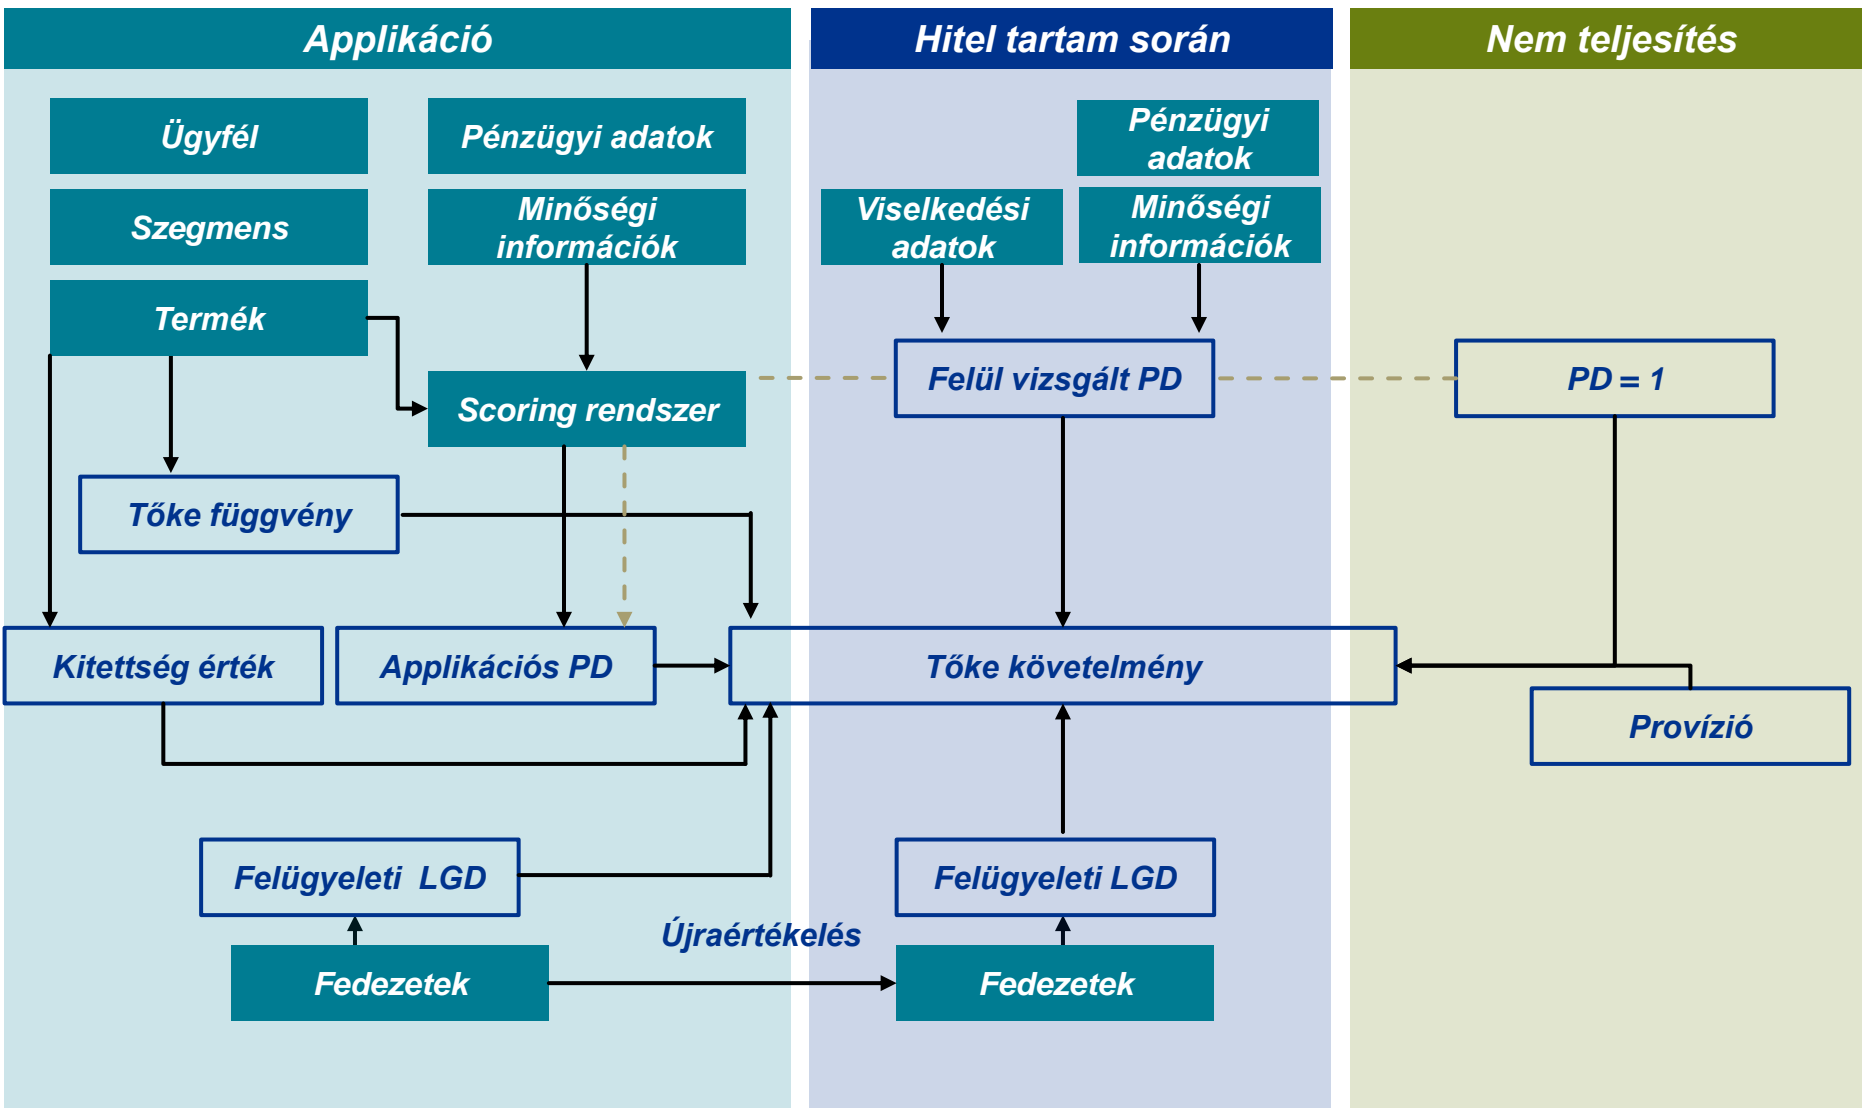 Applikáció
Hitel tartam során
Nem teljesítés
Ügyfél
Pénzügyi adatok
Szegmens
Minőségi
információk
Termék
Scoring rendszer
Tőke függvény
Kitettség érték
Applikációs PD
Felügyeleti  LGD
Fedezetek
Újraértékelés
Pénzügyi
adatok
Viselkedési
adatok
Minőségi
információk
Felül vizsgált PD
Tőke követelmény
Felügyeleti LGD
Fedezetek
PD = 1
Provízió